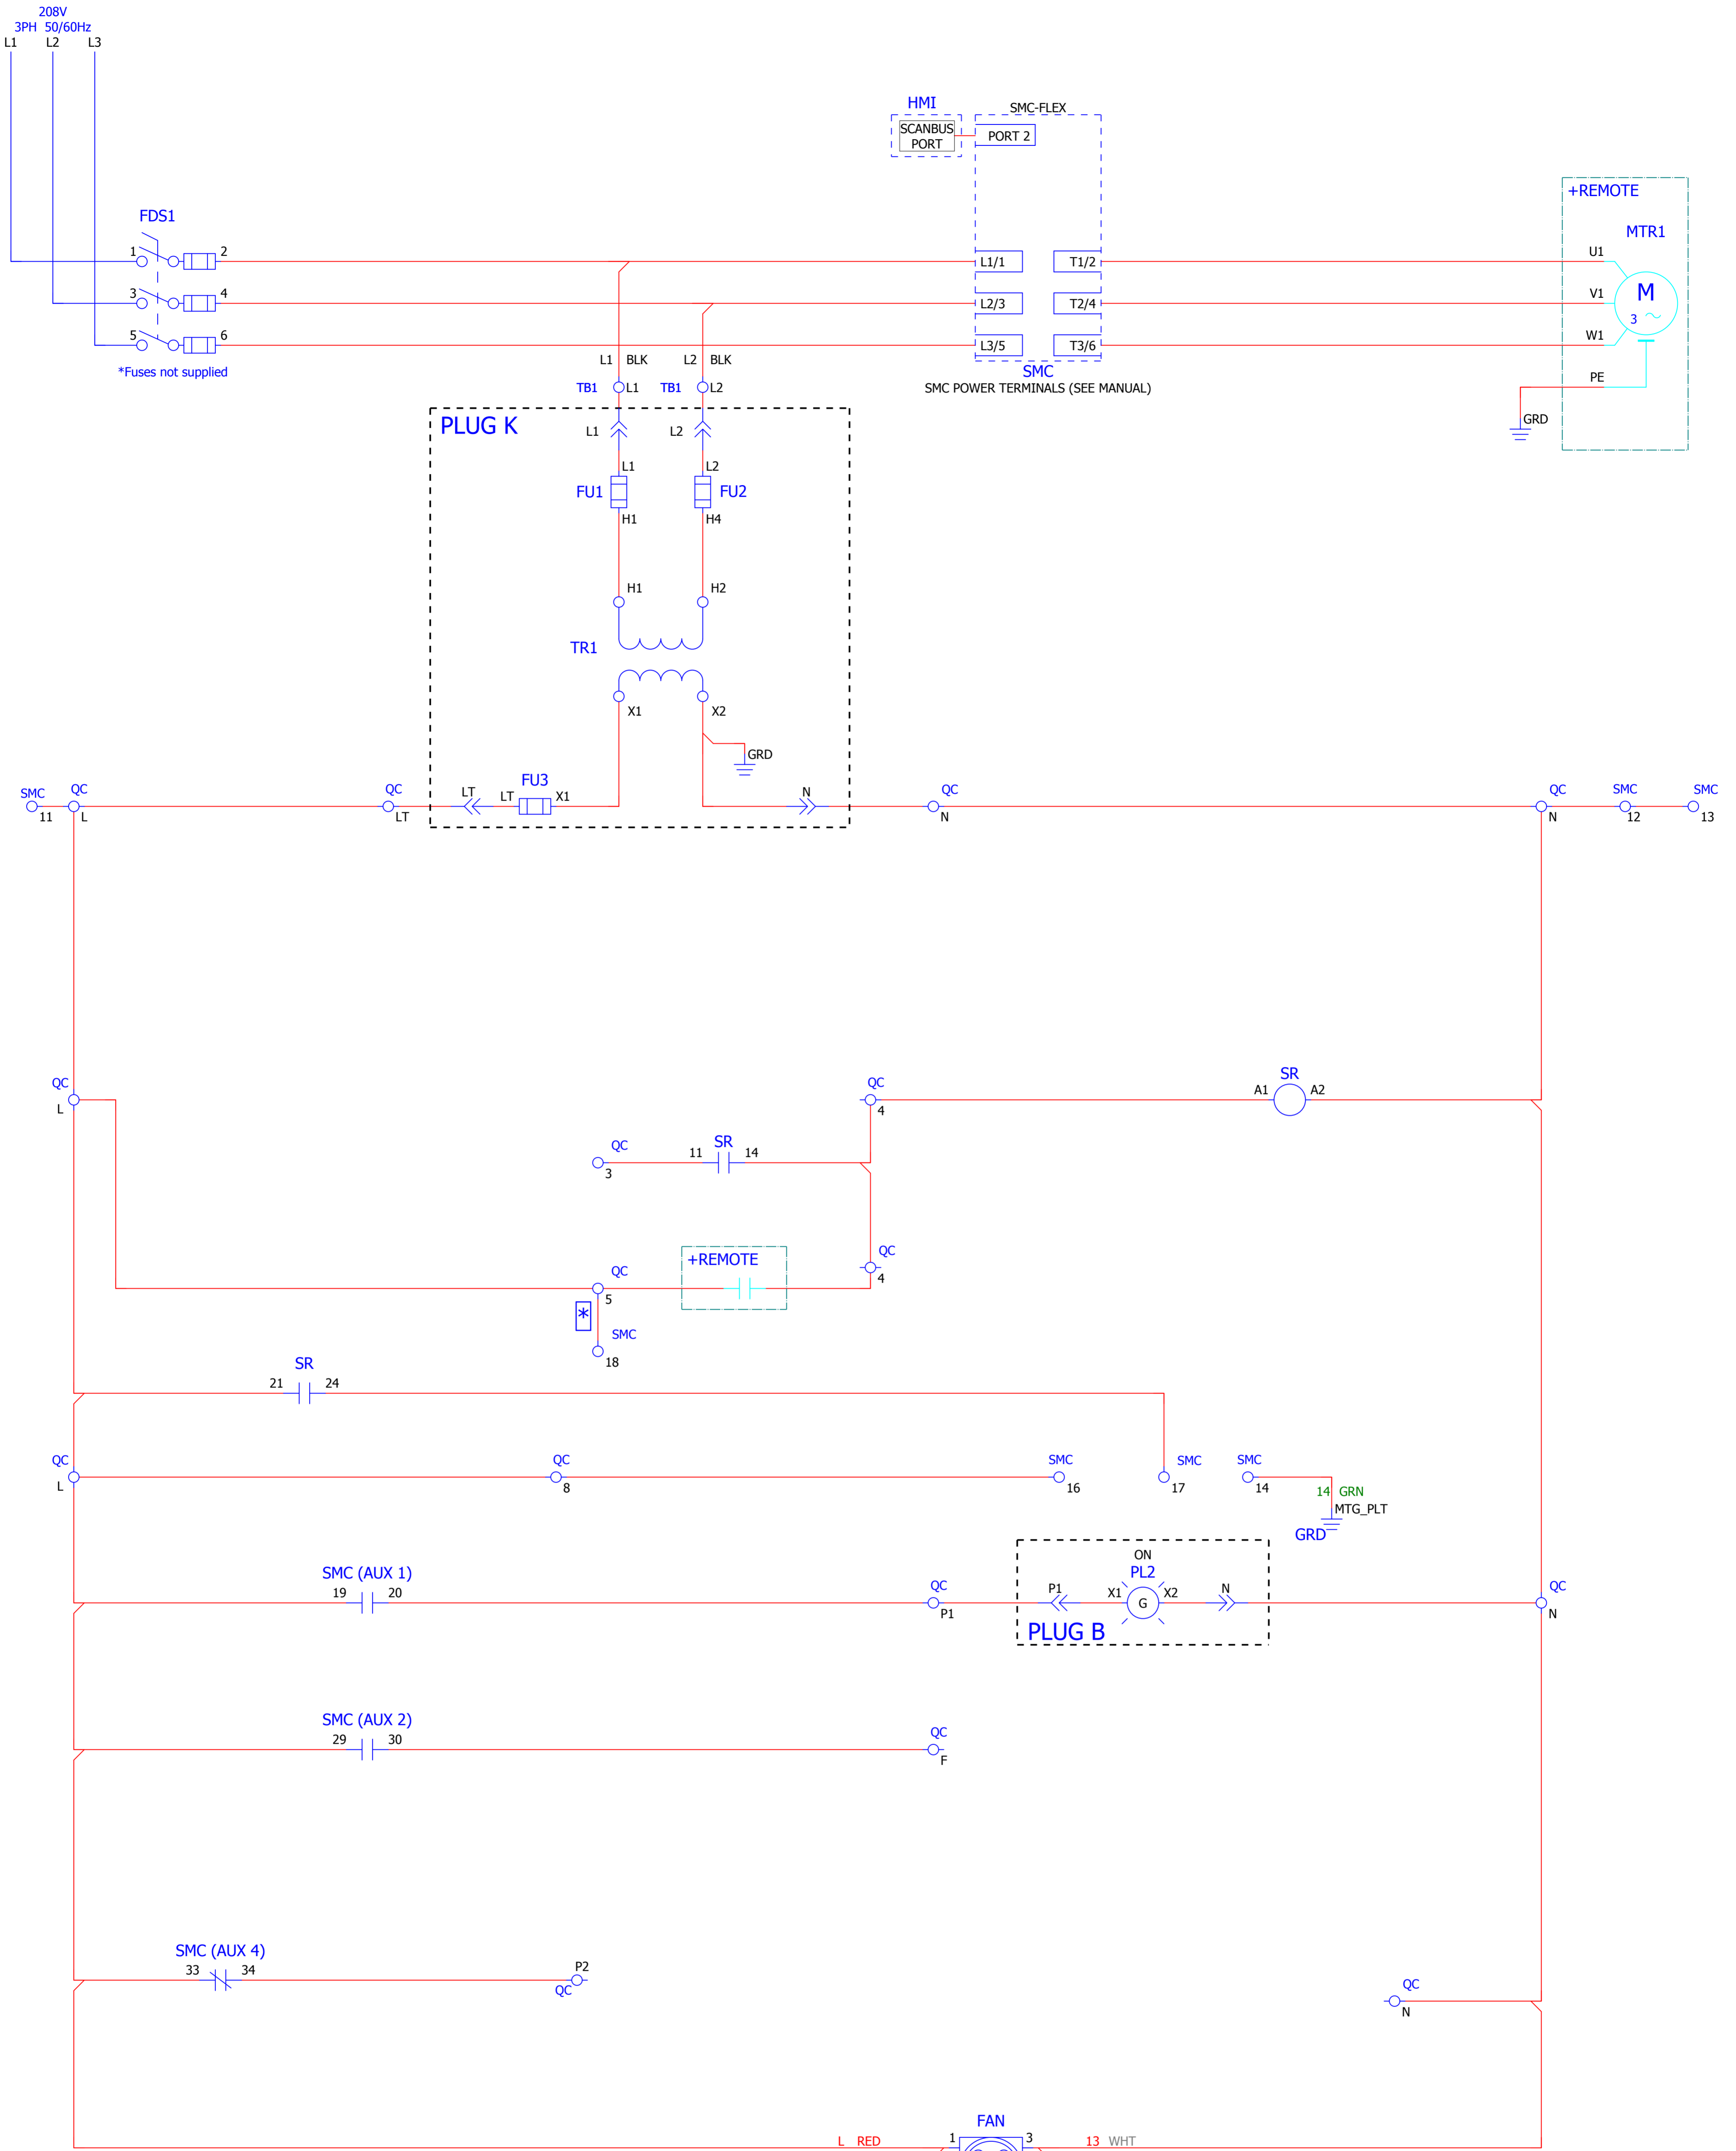 208V
3PH 50/60Hz
L1 L2 L3
HMI
SMC-FLEX
SCANBUS
PORT
PORT 2
+REMOTE
MTR1
FDS1
1 2
L1/1 T1/2 U1
3 4
L2/3 T2/4 V1
M
3
5 6
L3/5 T3/6 W1
*Fuses not supplied
L1 BLK L2 BLK
SMC
SMC POWER TERMINALS (SEE MANUAL)
PE
GRD
TB1 L1 TB1 L2
PLUG K
L1 L2
L1 L2
FU1 FU2
H1 H4
H1 H2
TR1
X1 X2
GRD
SMC QC QC LT LT FU3 X1 N QC QC SMC SMC
11 L LT N N 12 13
QC QC SR
L 4 A1 A2
QC SR
3 11 14
QC
4
+REMOTE
QC
5
*
SMC
18
SR
21 24
QC QC SMC SMC SMC
L 8 16 17 14
14 GRN
MTG_PLT
GRD
SMC (AUX 1)
19 20
QC
P1
ON
PL2
P1 X1 G X2 N
PLUG B
QC
N
SMC (AUX 2)
29 30
QC
F
SMC (AUX 4)
33 34
P2
QC
QC
N
FAN
L RED 1 3 13 WHT